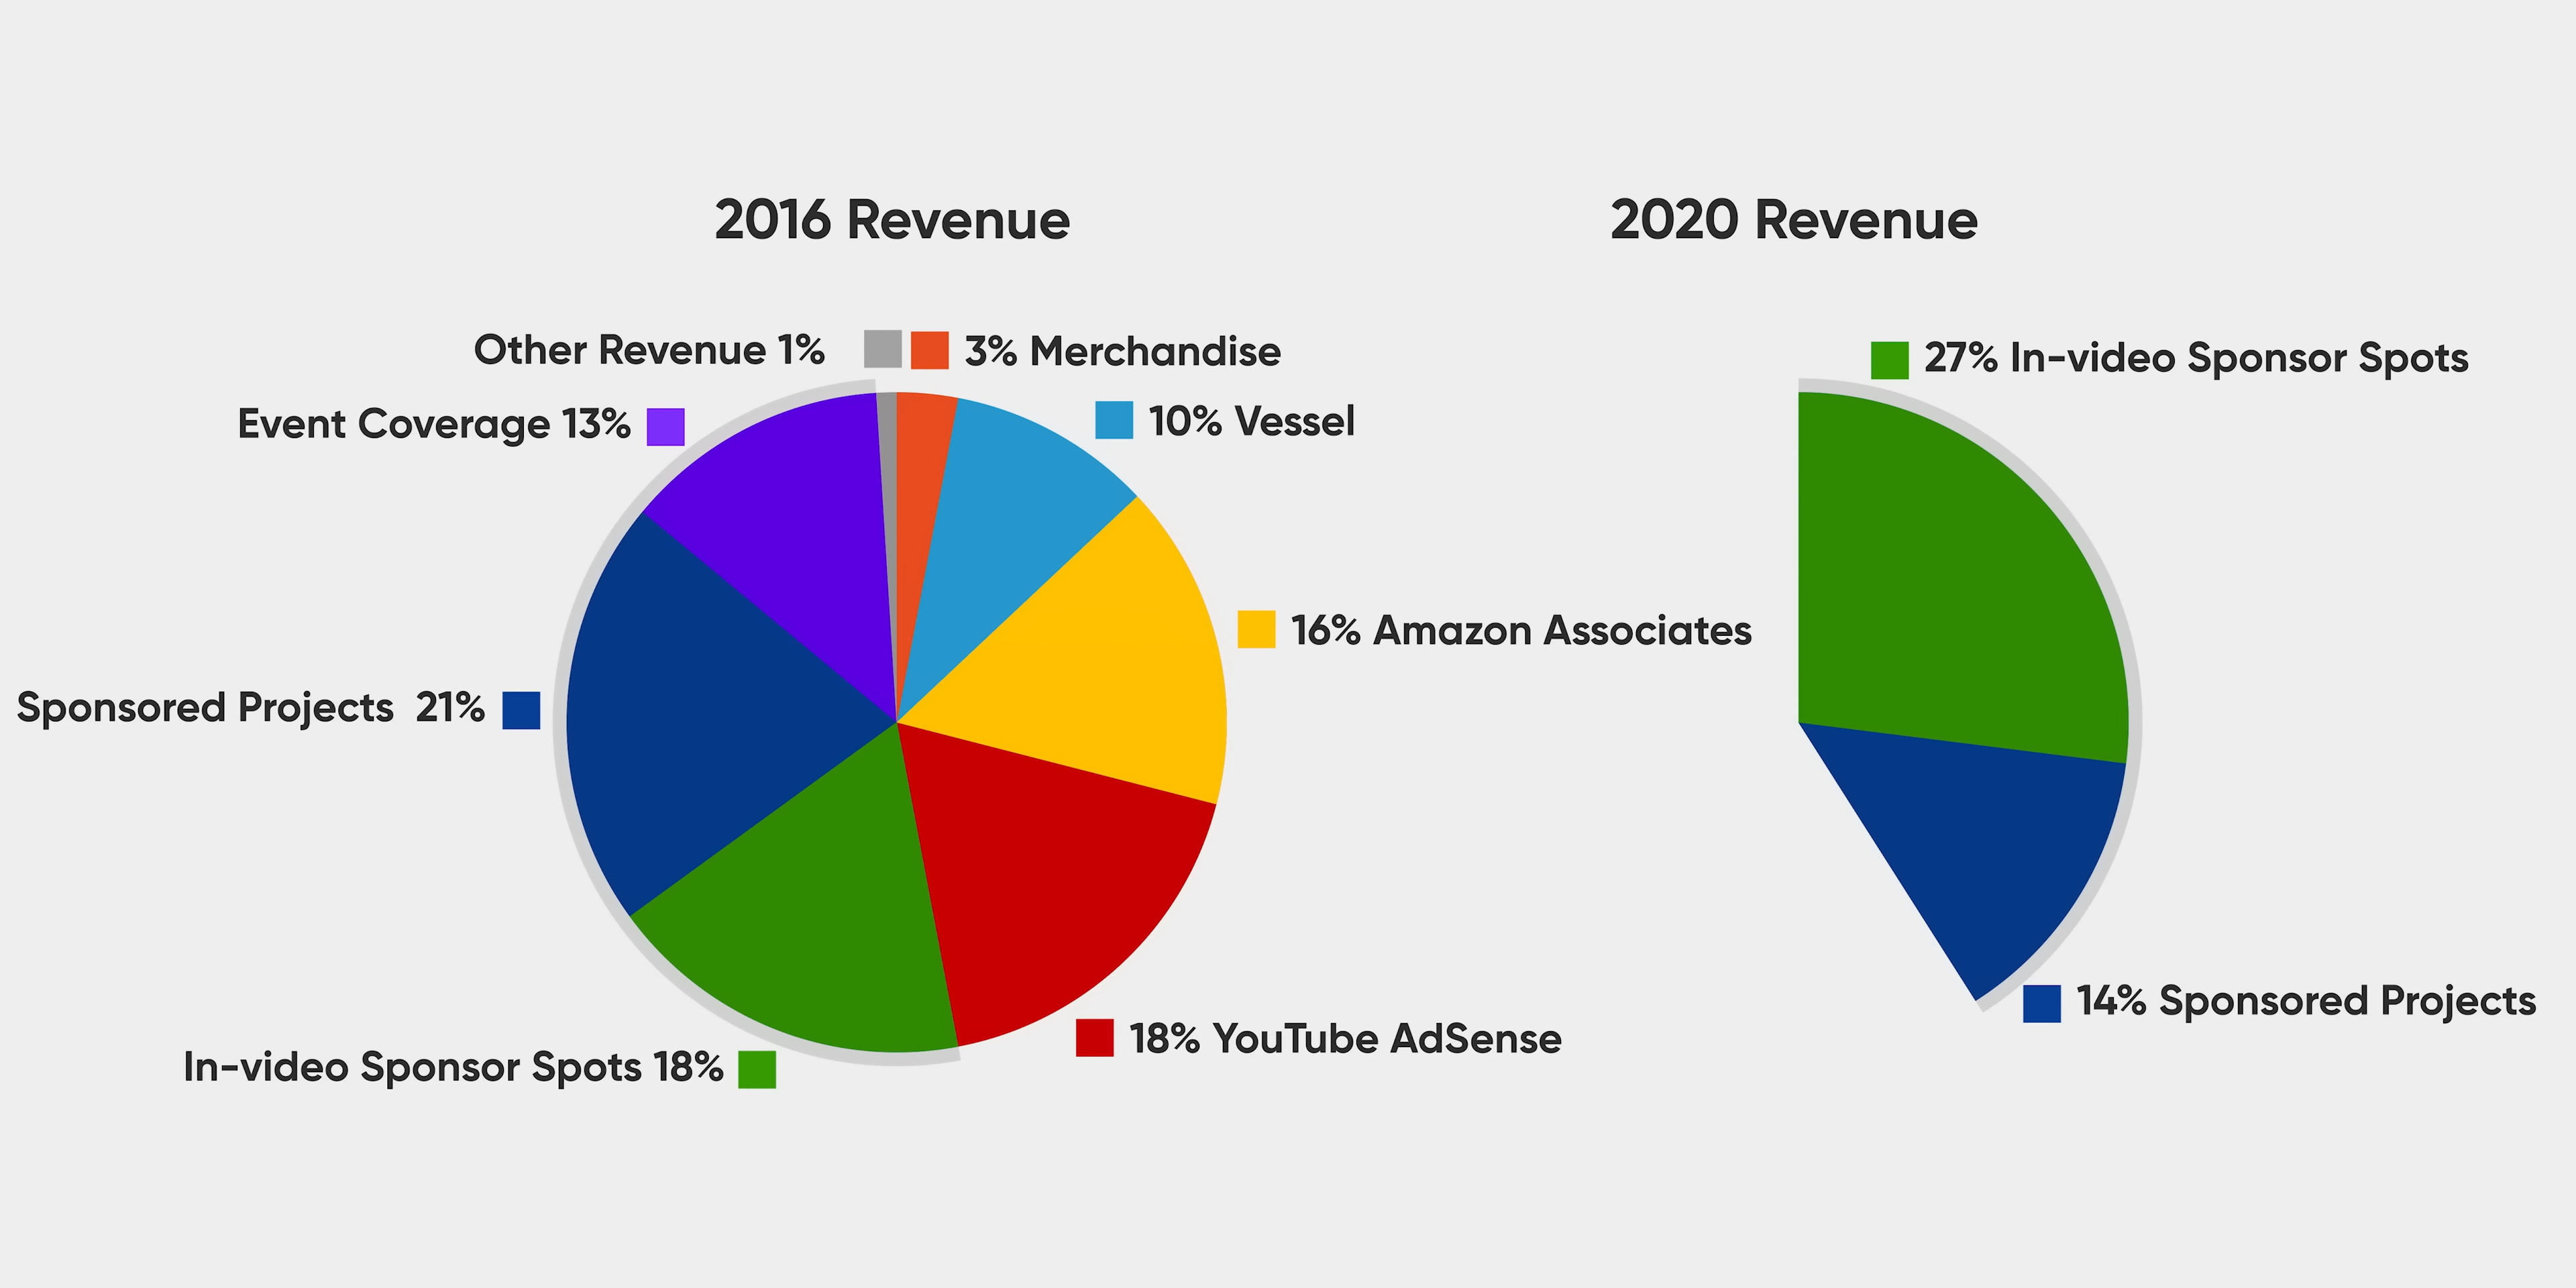 2016 Revenue
2020 Revenue
Other Revenue 1%
3% Merchandise
27% In-video Sponsor Spots
Event Coverage 13%
10% Vessel
16% Amazon Associates
Sponsored Projects 21%
14% Sponsored Projects
18% YouTube AdSense
In-video Sponsor Spots 18%